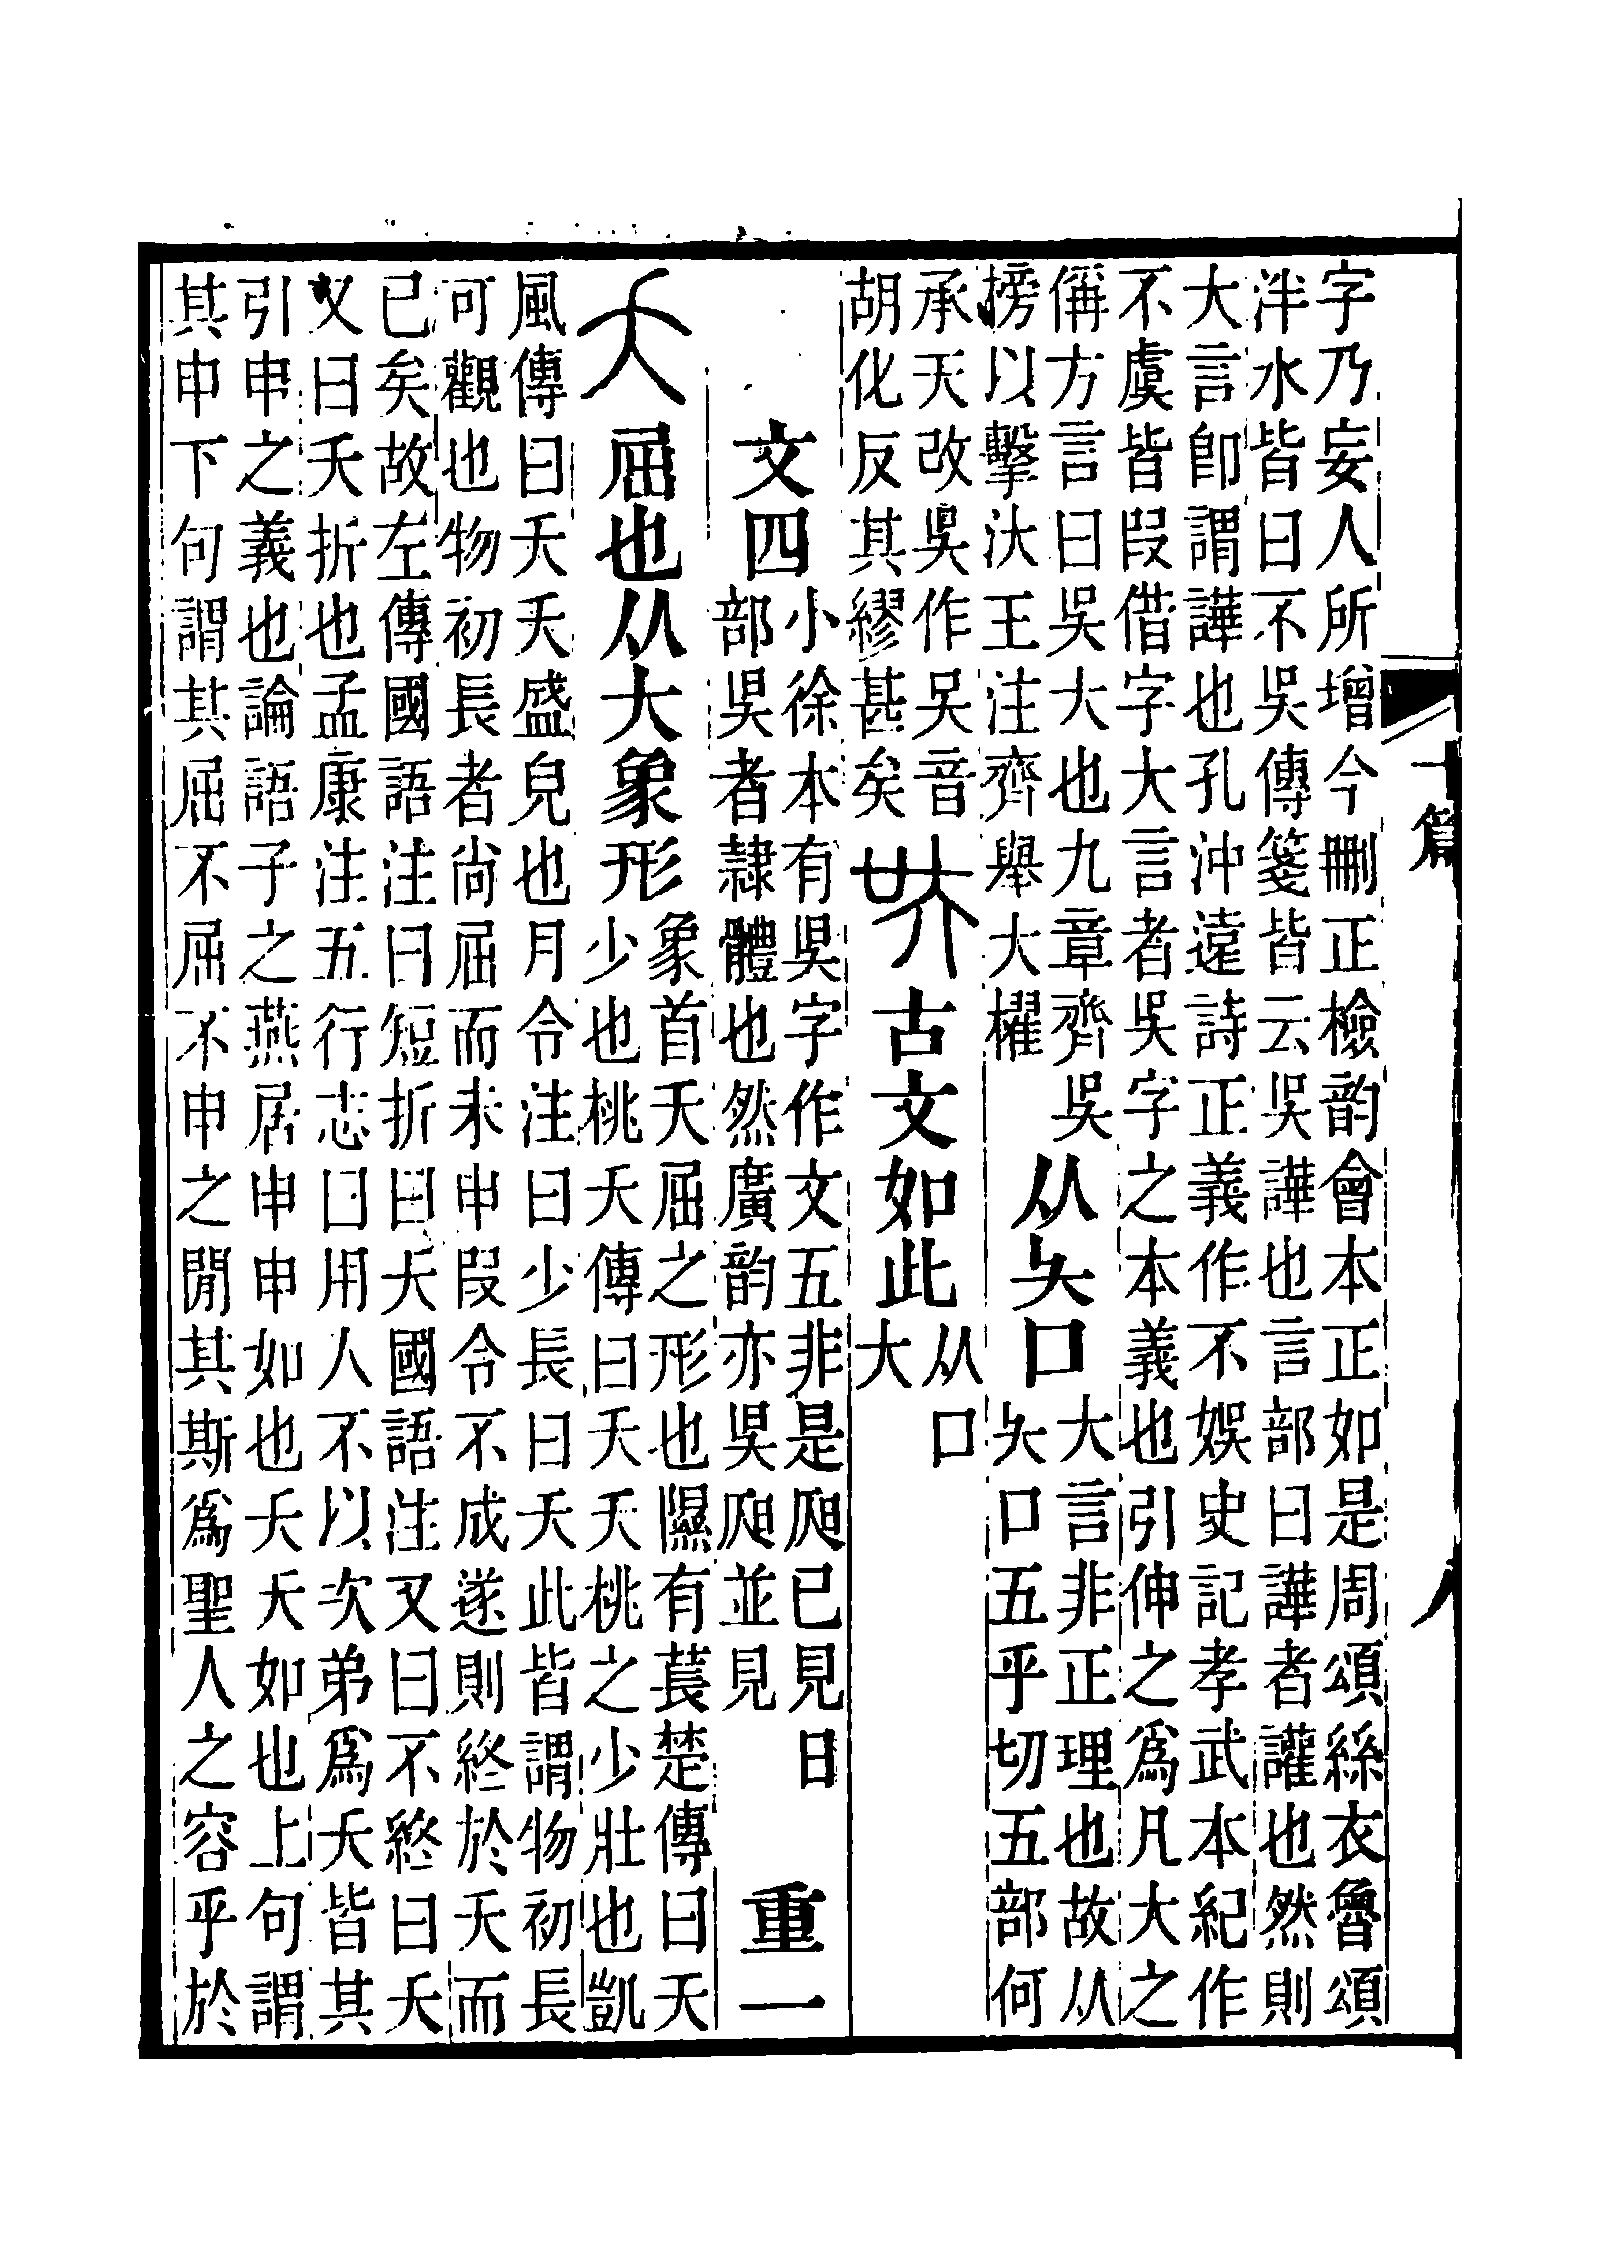 十篇
八
字乃妄人所增今刪正檢韵會本正如是周頌絲衣魯頌
泮水皆曰不吳傳箋皆云吳譁也言部曰譁者讙也然則
大言卽謂譁也孔沖遠詩正義作不娛史記孝武本紀作
不虞皆叚借字大言者吳字之本義也引伸之爲凡大之
偁方言曰吳大也九章齊吳
搒以擊汏王注齊舉大櫂
从夨口
大言非正理也故从
夨口五乎切五部何
承天改吳作吴音
胡化反其繆甚矣
古文如此
从口
大
文四
小徐本有吳字作文五非是已見日
部吳者隸體也然廣韵亦吳並見
重一
屈也从大象形
象首夭屈之形也隰有萇楚傳曰夭
少也桃夭傳曰夭夭桃之少壯也凱
風傳曰夭夭盛皃也月令注曰少長曰夭此皆謂物初長
可觀也物初長者尚屈而未申叚令不成遂則終於夭而
已矣故左傳國語注曰短折曰夭國語注又曰不終曰夭
又曰夭折也孟康注五行志曰用人不以次弟爲夭皆其
引申之義也論語子之燕居申申如也夭夭如也上句謂
其申下句謂其屈不屈不申之閒其斯爲聖人之容乎於